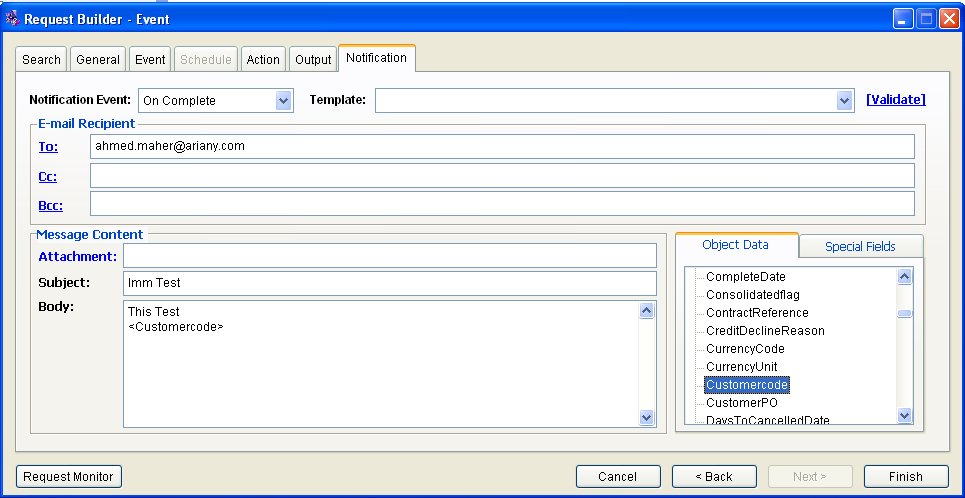 Request Builder - Event
Search General Event Schedule Action Output Notification
Notification Event: On Complete Template: [Validate]
E-mail Recipient
To: ahmed.maher@ariany.com
Cc:
Bcc:
Message Content
Attachment:
Subject: Imm Test
Body: This Test
<Customercode>
Object Data Special Fields
CompleteDate
Consolidatedflag
ContractReference
CreditDeclineReason
CurrencyCode
CurrencyUnit
Customercode
CustomerPO
DaysToCancelledDate
Request Monitor Cancel < Back Next > Finish